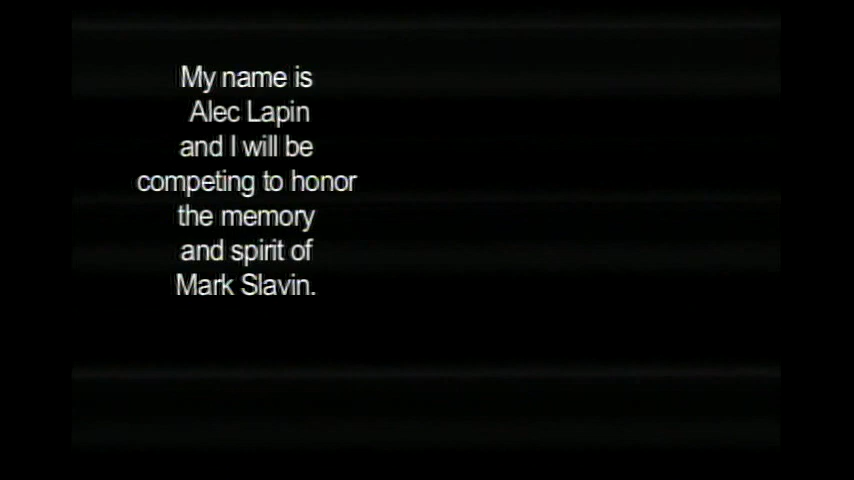 My name is
Alec Lapin
and I will be
competing to honor
the memory
and spirit of
Mark Slavin.